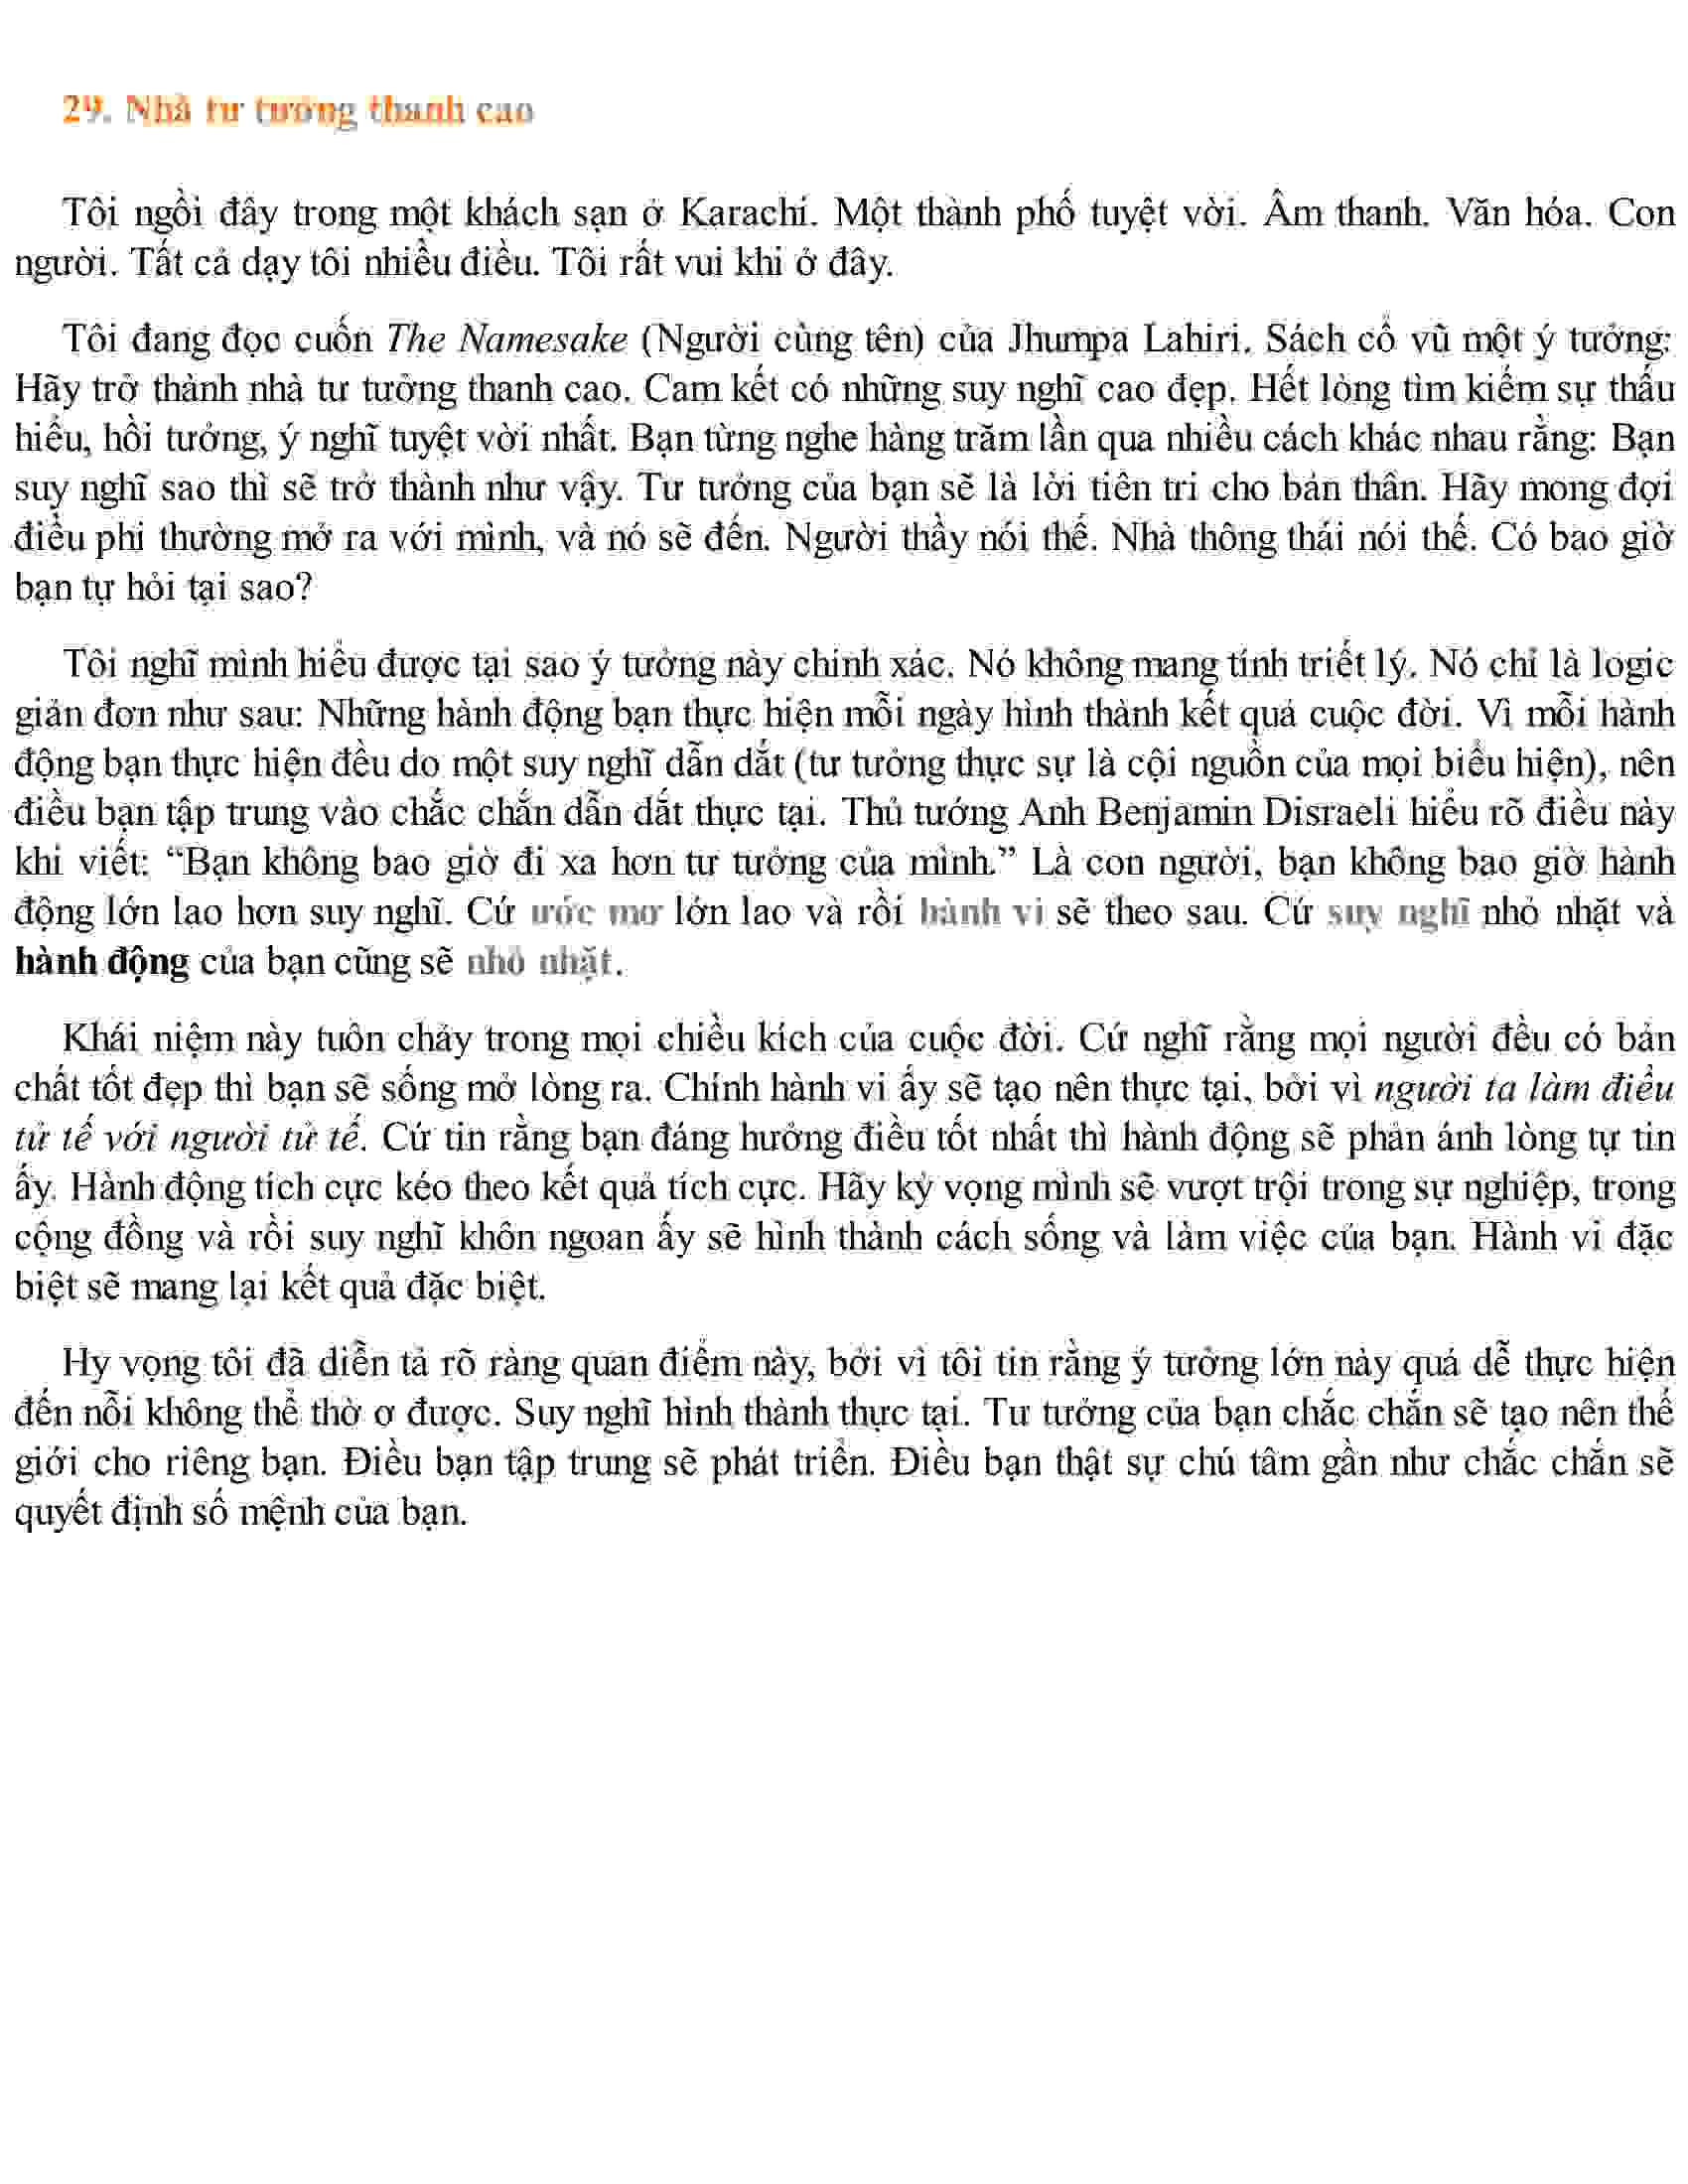 29. Nhà tư tưởng thanh cao
Tôi ngồi đây trong một khách sạn ở Karachi. Một thành phố tuyệt vời. Âm thanh. Văn hóa. Con
người. Tất cả dạy tôi nhiều điều. Tôi rất vui khi ở đây.
Tôi đang đọc cuốn The Namesake (Người cùng tên) của Jhumpa Lahiri. Sách cổ vũ một ý tưởng:
Hãy trở thành nhà tư tưởng thanh cao. Cam kết có những suy nghĩ cao đẹp. Hết lòng tìm kiếm sự thấu
hiểu, hồi tưởng, ý nghĩ tuyệt vời nhất. Bạn từng nghe hàng trăm lần qua nhiều cách khác nhau rằng: Bạn
suy nghĩ sao thì sẽ trở thành như vậy. Tư tưởng của bạn sẽ là lời tiên tri cho bản thân. Hãy mong đợi
điều phi thường mở ra với mình, và nó sẽ đến. Người thầy nói thế. Nhà thông thái nói thế. Có bao giờ
bạn tự hỏi tại sao?
Tôi nghĩ mình hiểu được tại sao ý tưởng này chính xác. Nó không mang tính triết lý. Nó chỉ là logic
giản đơn như sau: Những hành động bạn thực hiện mỗi ngày hình thành kết quả cuộc đời. Vì mỗi hành
động bạn thực hiện đều do một suy nghĩ dẫn dắt (tư tưởng thực sự là cội nguồn của mọi biểu hiện), nên
điều bạn tập trung vào chắc chắn dẫn dắt thực tại. Thủ tướng Anh Benjamin Disraeli hiểu rõ điều này
khi viết: “Bạn không bao giờ đi xa hơn tư tưởng của mình.” Là con người, bạn không bao giờ hành
động lớn lao hơn suy nghĩ. Cứ ước mơ lớn lao và rồi hành vi sẽ theo sau. Cứ suy nghĩ nhỏ nhặt và
hành động của bạn cũng sẽ nhỏ nhặt.
Khái niệm này tuôn chảy trong mọi chiều kích của cuộc đời. Cứ nghĩ rằng mọi người đều có bản
chất tốt đẹp thì bạn sẽ sống mở lòng ra. Chính hành vi ấy sẽ tạo nên thực tại, bởi vì người ta làm điều
tử tế với người tử tế. Cứ tin rằng bạn đáng hưởng điều tốt nhất thì hành động sẽ phản ánh lòng tự tin
ấy. Hành động tích cực kéo theo kết quả tích cực. Hãy kỳ vọng mình sẽ vượt trội trong sự nghiệp, trong
cộng đồng và rồi suy nghĩ khôn ngoan ấy sẽ hình thành cách sống và làm việc của bạn. Hành vi đặc
biệt sẽ mang lại kết quả đặc biệt.
Hy vọng tôi đã diễn tả rõ ràng quan điểm này, bởi vì tôi tin rằng ý tưởng lớn này quá dễ thực hiện
đến nỗi không thể thờ ơ được. Suy nghĩ hình thành thực tại. Tư tưởng của bạn chắc chắn sẽ tạo nên thế
giới cho riêng bạn. Điều bạn tập trung sẽ phát triển. Điều bạn thật sự chú tâm gần như chắc chắn sẽ
quyết định số mệnh của bạn.